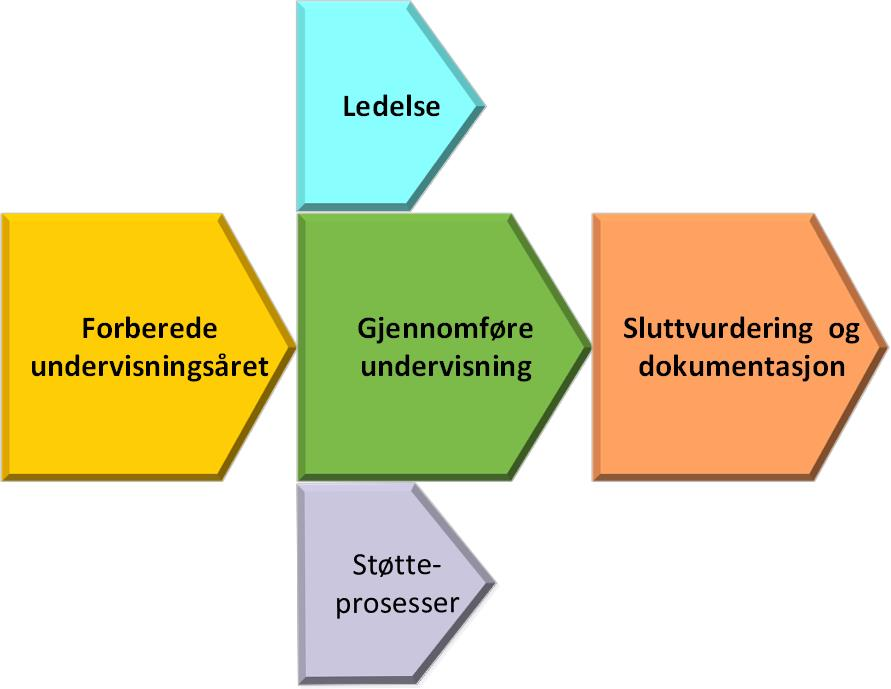 Ledelse
Forberede
undervisningsåret
Gjennomføre
undervisning
Sluttvurdering og
dokumentasjon
Støtte-
prosesser